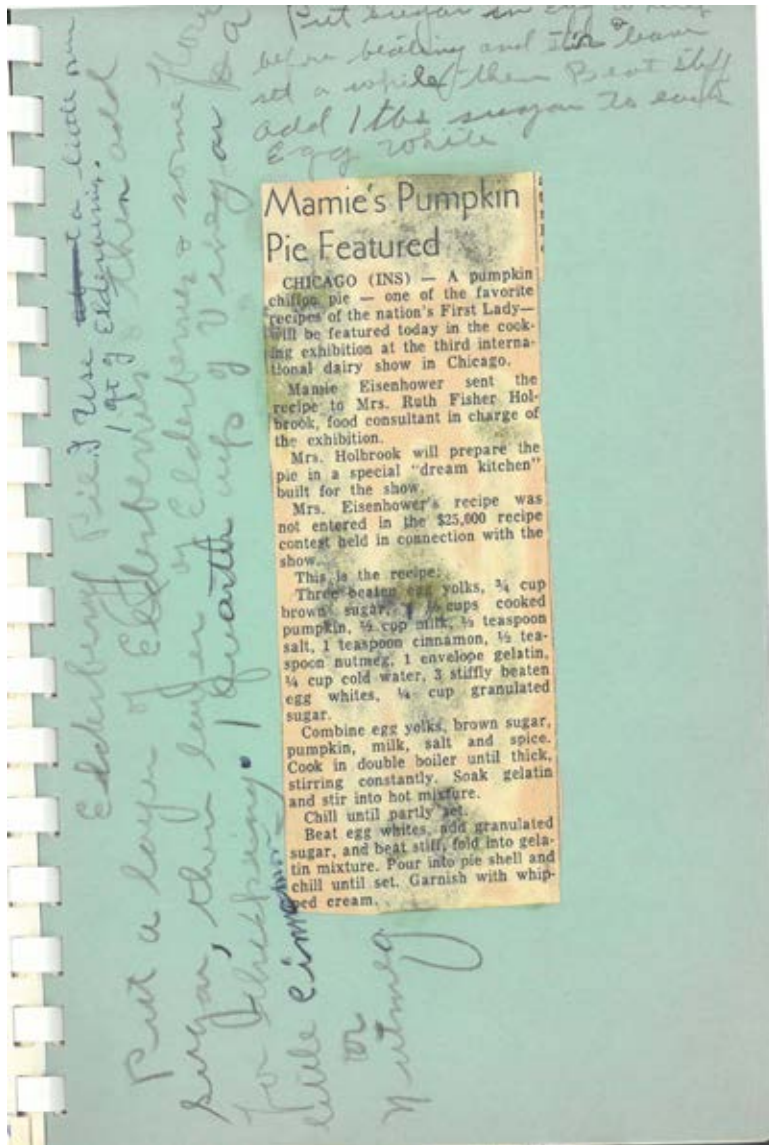 Put sugar in egg
before beating and
set a while then Beat stiff
add 1 tbs sugar to each
Egg white
Mamie's Pumpkin
Pie Featured
CHICAGO (INS) — A pumpkin
chiffon pie — one of the favorite
recipes of the nation's First Lady—
will be featured today in the cook-
ing exhibition at the third interna-
tional dairy show in Chicago.
Mamie Eisenhower sent the
recipe to Mrs. Ruth Fisher Hol-
brook, food consultant in charge of
the exhibition.
Mrs. Holbrook will prepare the
pie in a special "dream kitchen"
built for the show.
Mrs. Eisenhower's recipe was
not entered in the $25,000 recipe
contest held in connection with the
show.
This is the recipe:
Three beaten egg yolks, ¾ cup
brown sugar, cups cooked
pumpkin, ½ cup milk, ½ teaspoon
salt, 1 teaspoon cinnamon, ½ tea-
spoon nutmeg, 1 envelope gelatin,
¼ cup cold water, 3 stiffly beaten
egg whites, ¼ cup granulated
sugar.
Combine egg yolks, brown sugar,
pumpkin, milk, salt and spice.
Cook in double boiler until thick,
stirring constantly. Soak gelatin
and stir into hot mixture.
Chill until partly set.
Beat egg whites, add granulated
sugar, and beat stiff, fold into gela-
tin mixture. Pour into pie shell and
chill until set. Garnish with whip-
ped cream.
Elderberry Pie. I Use a little over
1 qt of Elderberries.
Put a layer of Elderberries then add
sugar, then layer of Elderberries & some flour
for thickening. 1 quarter cup of Vinegar & a
little cinnamon
or
Nutmeg